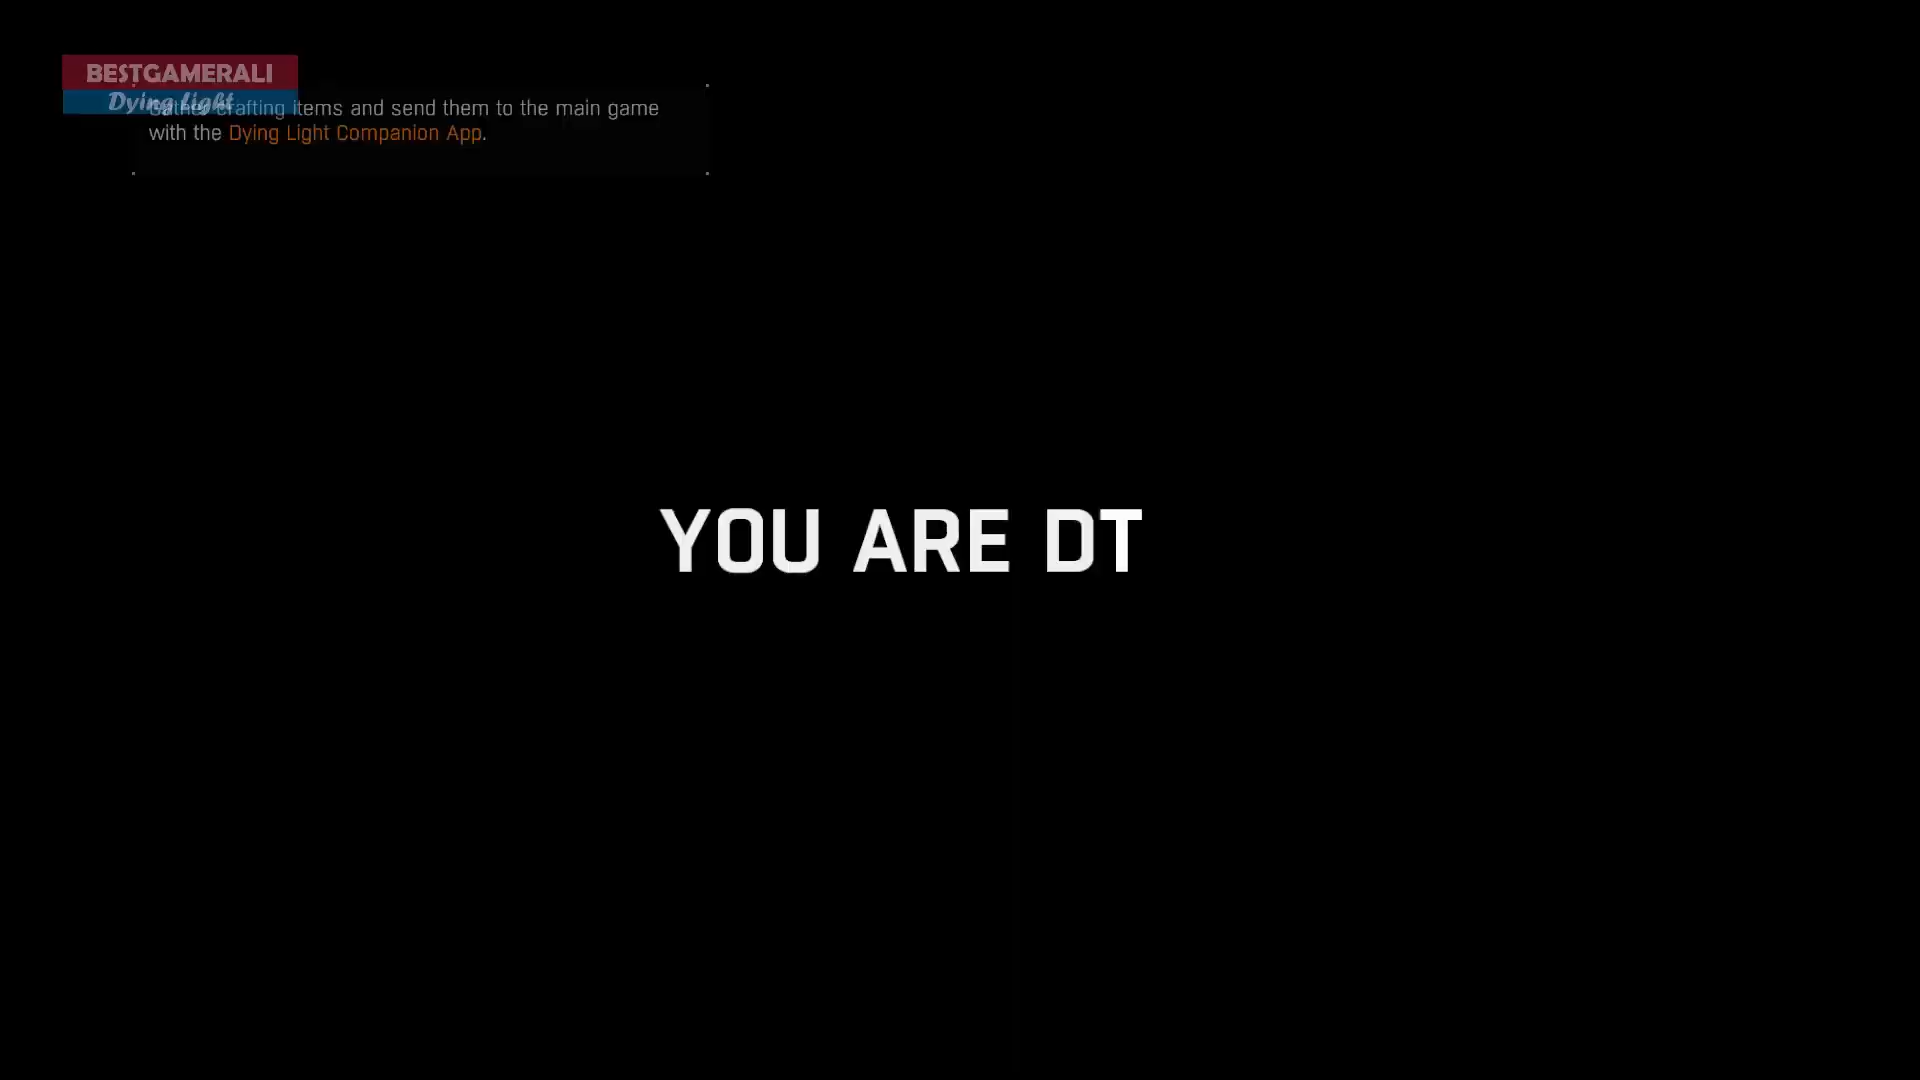 BESTGAMERALI
Dying Light
Gather crafting items and send them to the main game
with the Dying Light Companion App.
YOU ARE DT